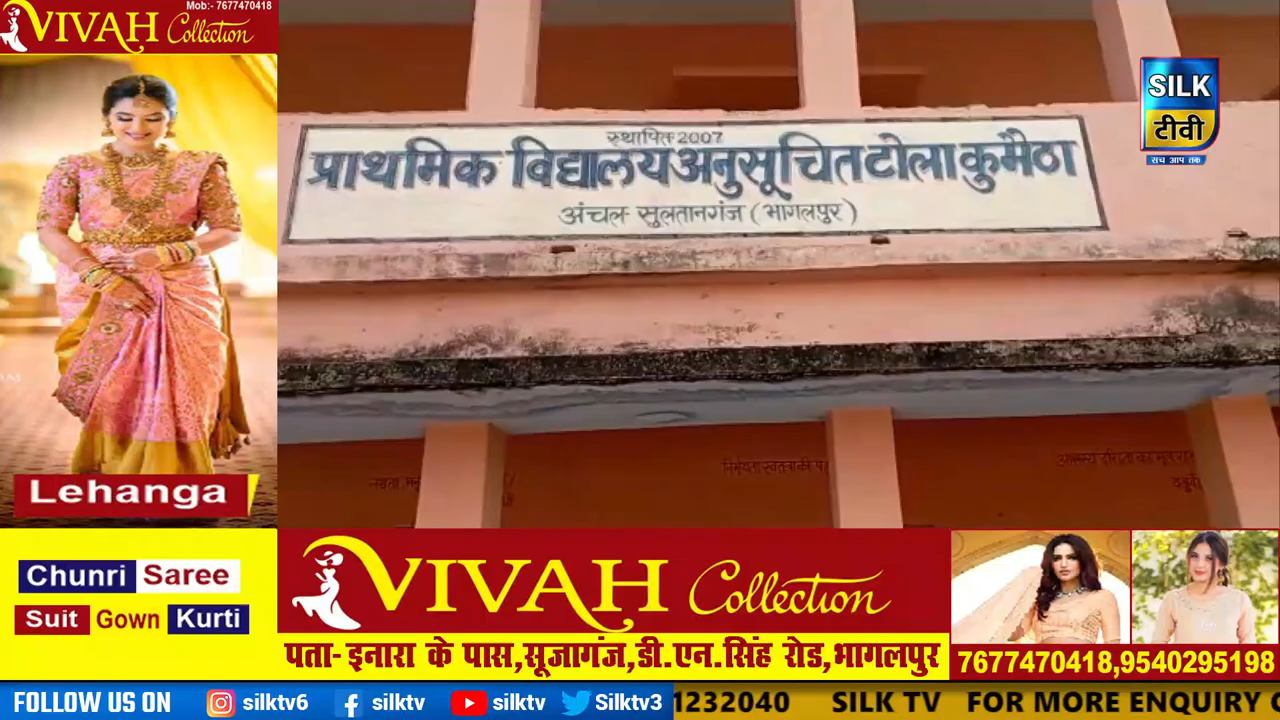 Mob:- 7677470418
VIVAH Collection
SILK
टीवी
सच आप तक
स्थापित 2007
प्राथमिक विद्यालय अनुसूचित टोला कुमैठा
अंचल- सुलतानगंज (भागलपुर)
Lehanga
Chunri Saree
Suit Gown Kurti
VIVAH Collection
पता- इनारा के पास,सूजागंज,डी.एन.सिंह रोड,भागलपुर
7677470418,9540295198
FOLLOW US ON silktv6 silktv silktv Silktv3 1232040 SILK TV FOR MORE ENQUIRY